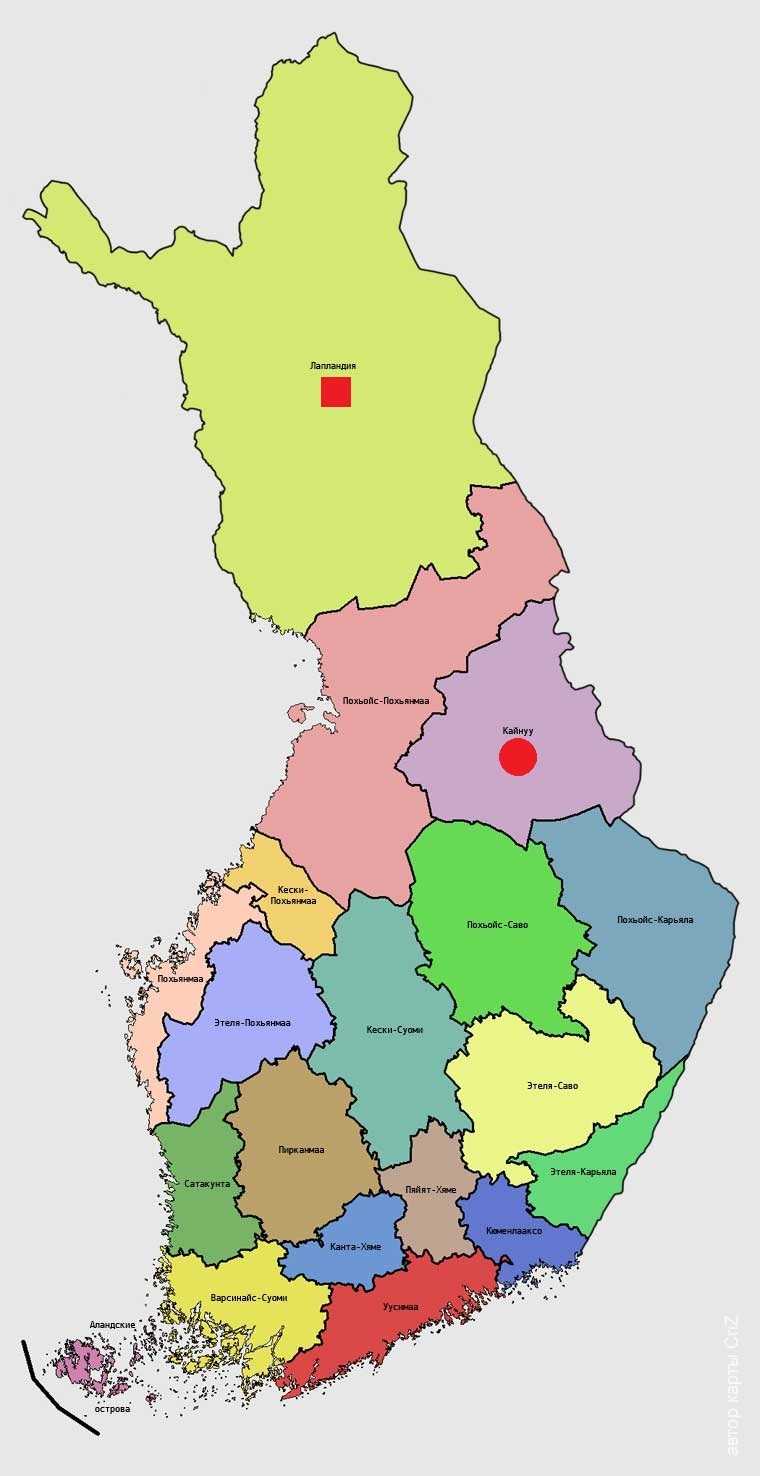 Лапландия
Похьойс-Похьянмаа
Кайнуу
Кески-
Похьянмаа
Похьойс-Карьяла
Похьойс-Саво
Похьянмаа
Этеля-Похьянмаа
Кески-Суоми
Этеля-Саво
Пирканмаа
Этеля-Карьяла
Сатакунта
Пяйят-Хяме
Кюменлааксо
Канта-Хяме
Варсинайс-Суоми
Уусимаа
Аландские
острова
автор карты CnZ